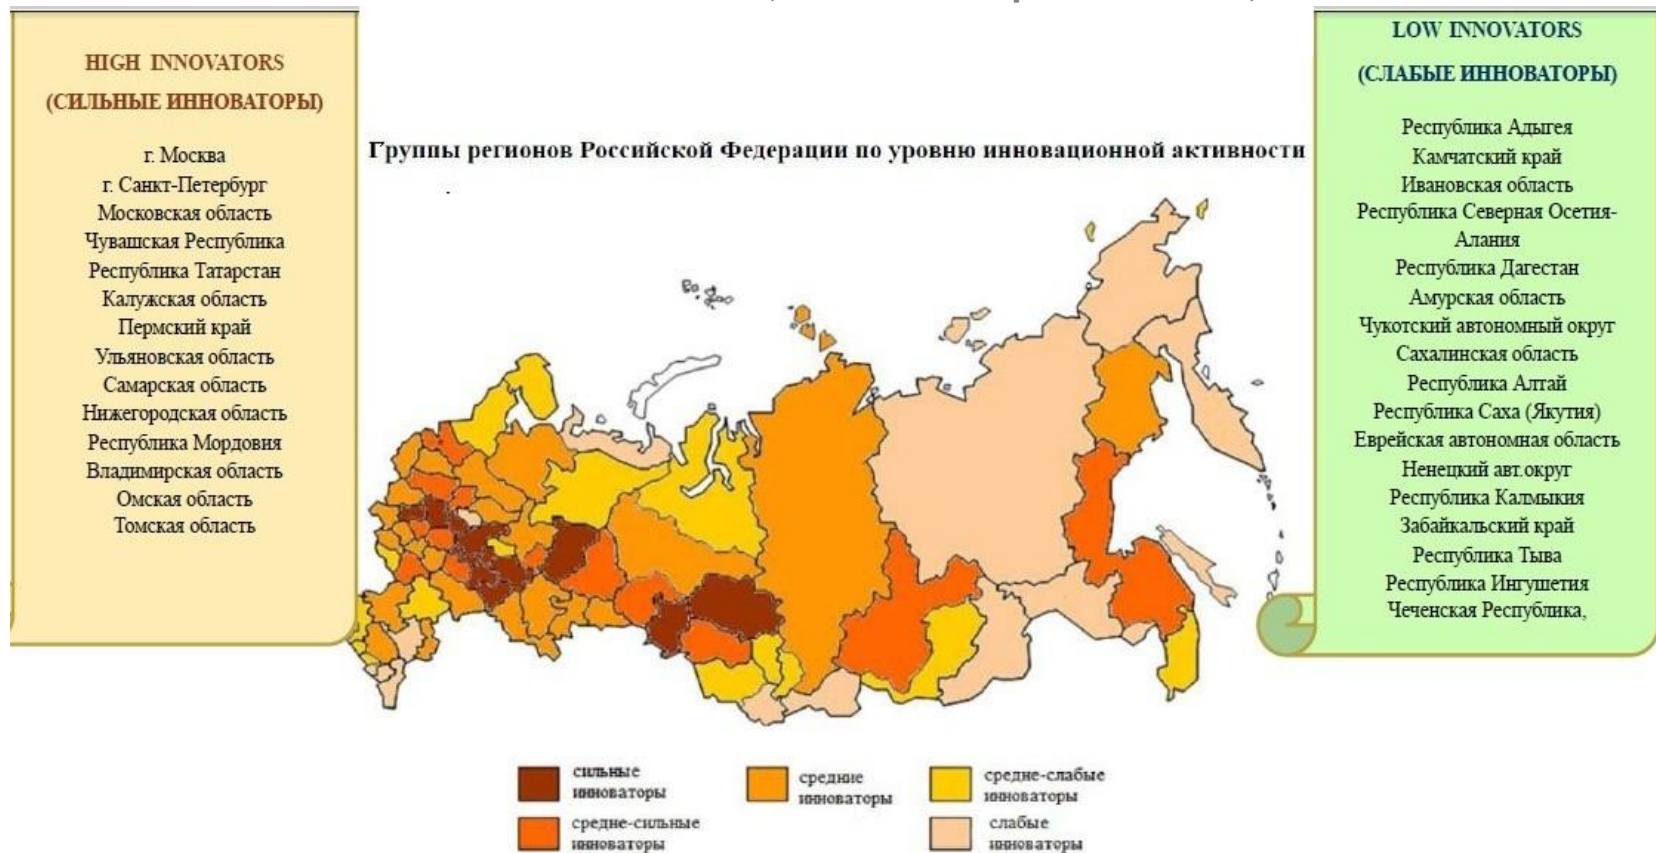 HIGH INNOVATORS
(СИЛЬНЫЕ ИННОВАТОРЫ)
г. Москва
г. Санкт-Петербург
Московская область
Чувашская Республика
Республика Татарстан
Калужская область
Пермский край
Ульяновская область
Самарская область
Нижегородская область
Республика Мордовия
Владимирская область
Омская область
Томская область
Группы регионов Российской Федерации по уровню инновационной активности
LOW INNOVATORS
(СЛАБЫЕ ИННОВАТОРЫ)
Республика Адыгея
Камчатский край
Ивановская область
Республика Северная Осетия-
Алания
Республика Дагестан
Амурская область
Чукотский автономный округ
Сахалинская область
Республика Алтай
Республика Саха (Якутия)
Еврейская автономная область
Ненецкий авт.округ
Республика Калмыкия
Забайкальский край
Республика Тыва
Республика Ингушетия
Чеченская Республика,
сильные
инноваторы
средние
инноваторы
средне-слабые
инноваторы
средне-сильные
инноваторы
слабые
инноваторы